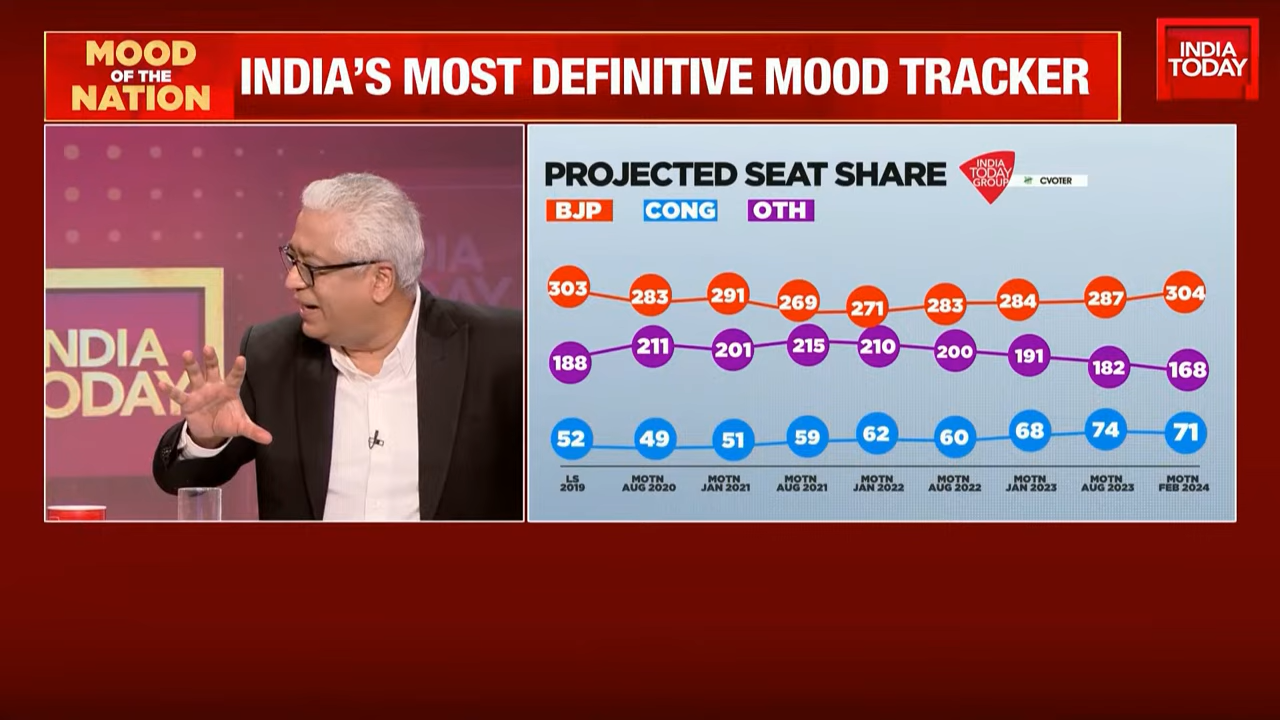 MOOD
OF THE
NATION
INDIA'S MOST DEFINITIVE MOOD TRACKER
INDIA
TODAY
INDIA
TODAY
NDIA
ODAY
PROJECTED SEAT SHARE
INDIA
TODAY
GROUP
CVOTER
BJP CONG OTH
303 283 291 269 271 283 284 287 304
188 211 201 215 210 200 191 182 168
52 49 51 59 62 60 68 74 71
LS MOTN MOTN MOTN MOTN MOTN MOTN MOTN MOTN
2019 AUG 2020 JAN 2021 AUG 2021 JAN 2022 AUG 2022 JAN 2023 AUG 2023 FEB 2024